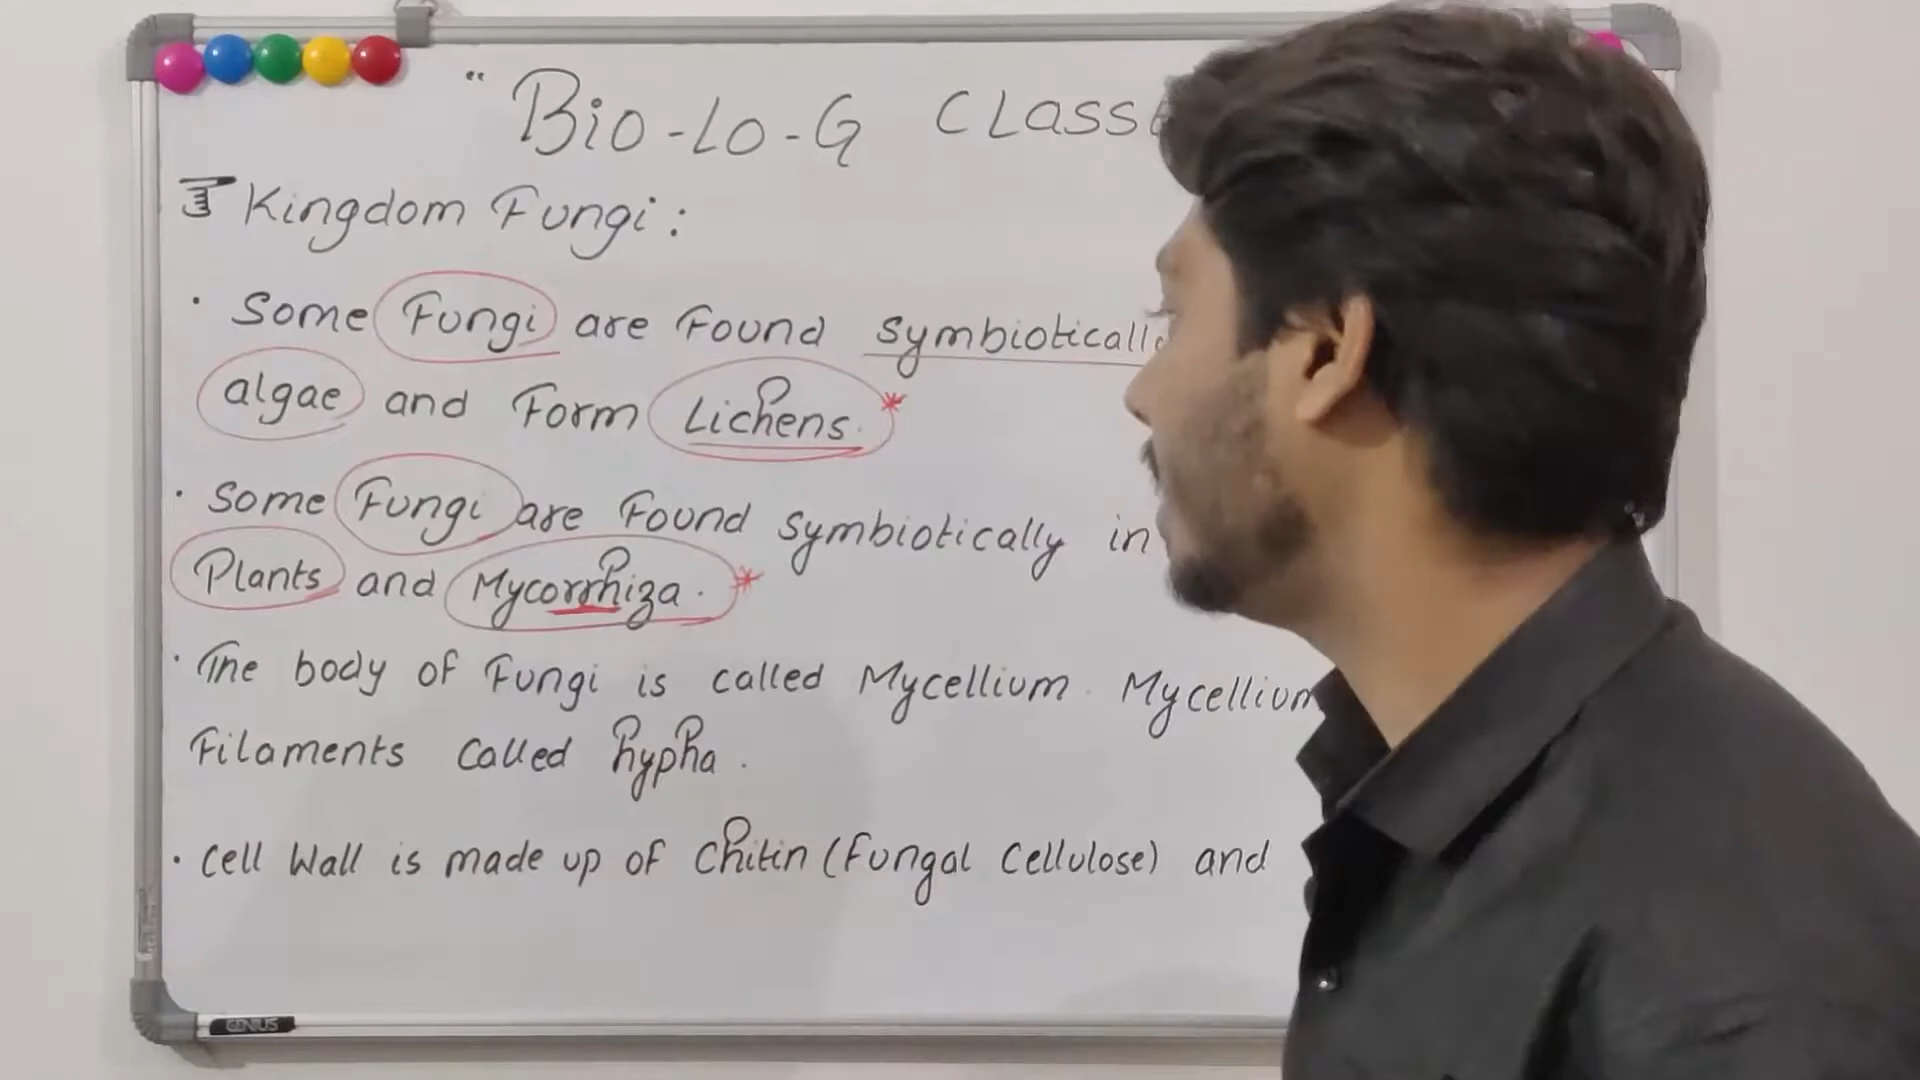 " Bio-Lo-G CLASSE
Kingdom Fungi :
· Some Fungi are Found symbiotically
algae and Form Lichens. *
· Some Fungi are Found symbiotically in
Plants and Mycorrhiza. *
· The body of Fungi is called Mycellium. Mycellium
Filaments called hypha.
· Cell Wall is made up of Chitin (Fungal Cellulose) and
GENIUS